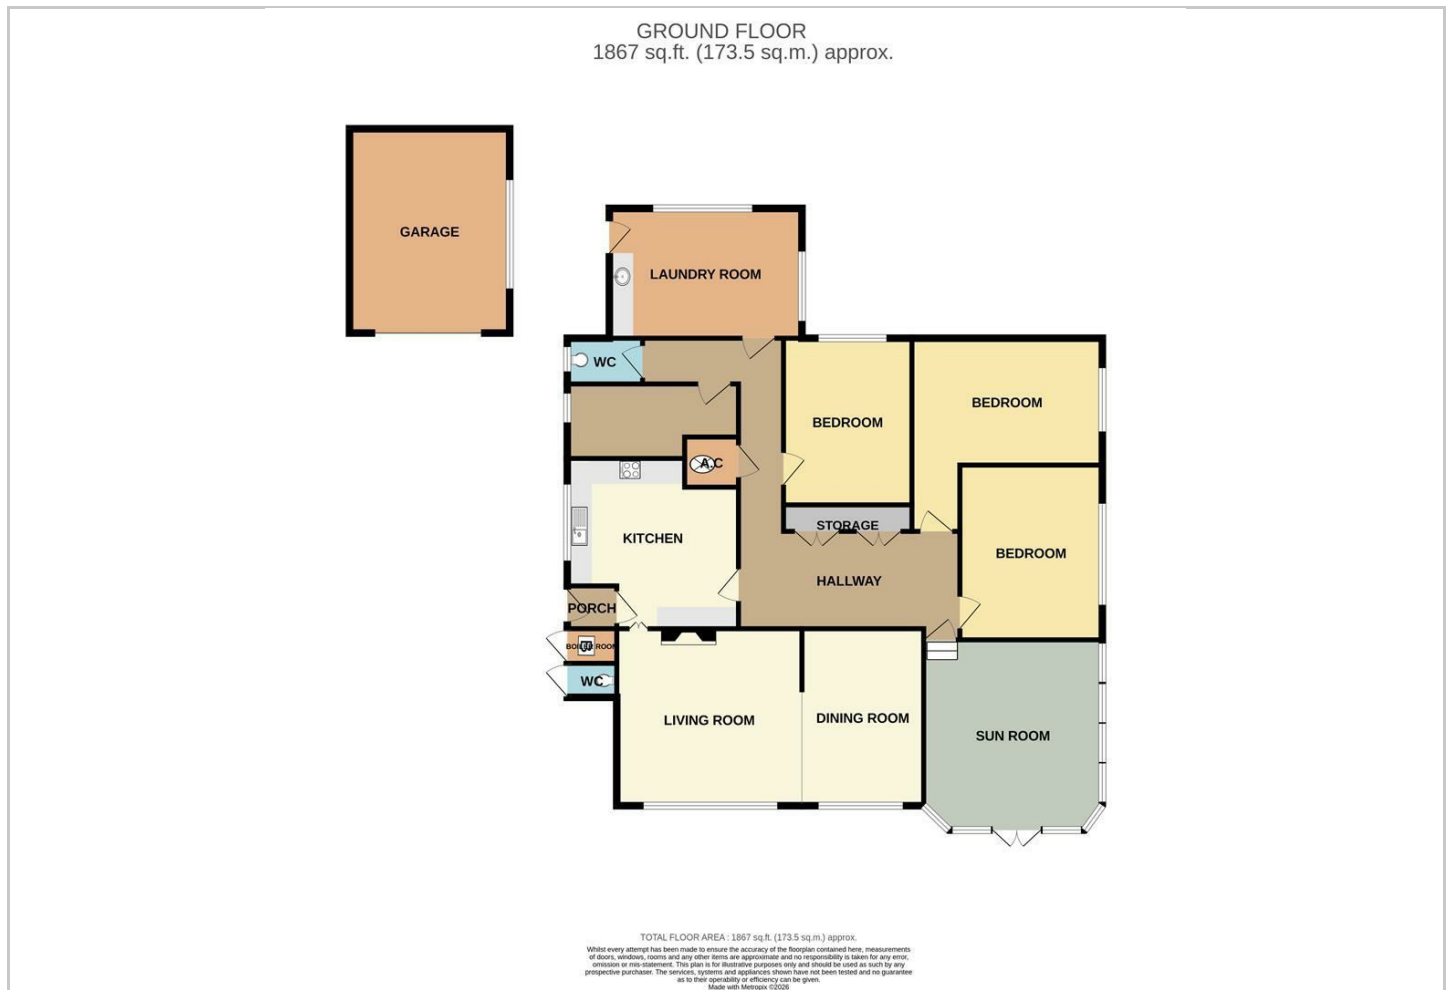 GROUND FLOOR
1867 sq.ft. (173.5 sq.m.) approx.
GARAGE
LAUNDRY ROOM
WC
BEDROOM
BEDROOM
A.C
STORAGE
KITCHEN
BEDROOM
HALLWAY
PORCH
BOILER ROOM
WC
LIVING ROOM
DINING ROOM
SUN ROOM
TOTAL FLOOR AREA : 1867 sq.ft. (173.5 sq.m.) approx.
Whilst every attempt has been made to ensure the accuracy of the floorplan contained here, measurements
of doors, windows, rooms and any other items are approximate and no responsibility is taken for any error,
omission or mis-statement. This plan is for illustrative purposes only and should be used as such by any
prospective purchaser. The services, systems and appliances shown have not been tested and no guarantee
as to their operability or efficiency can be given.
Made with Metropix ©2026